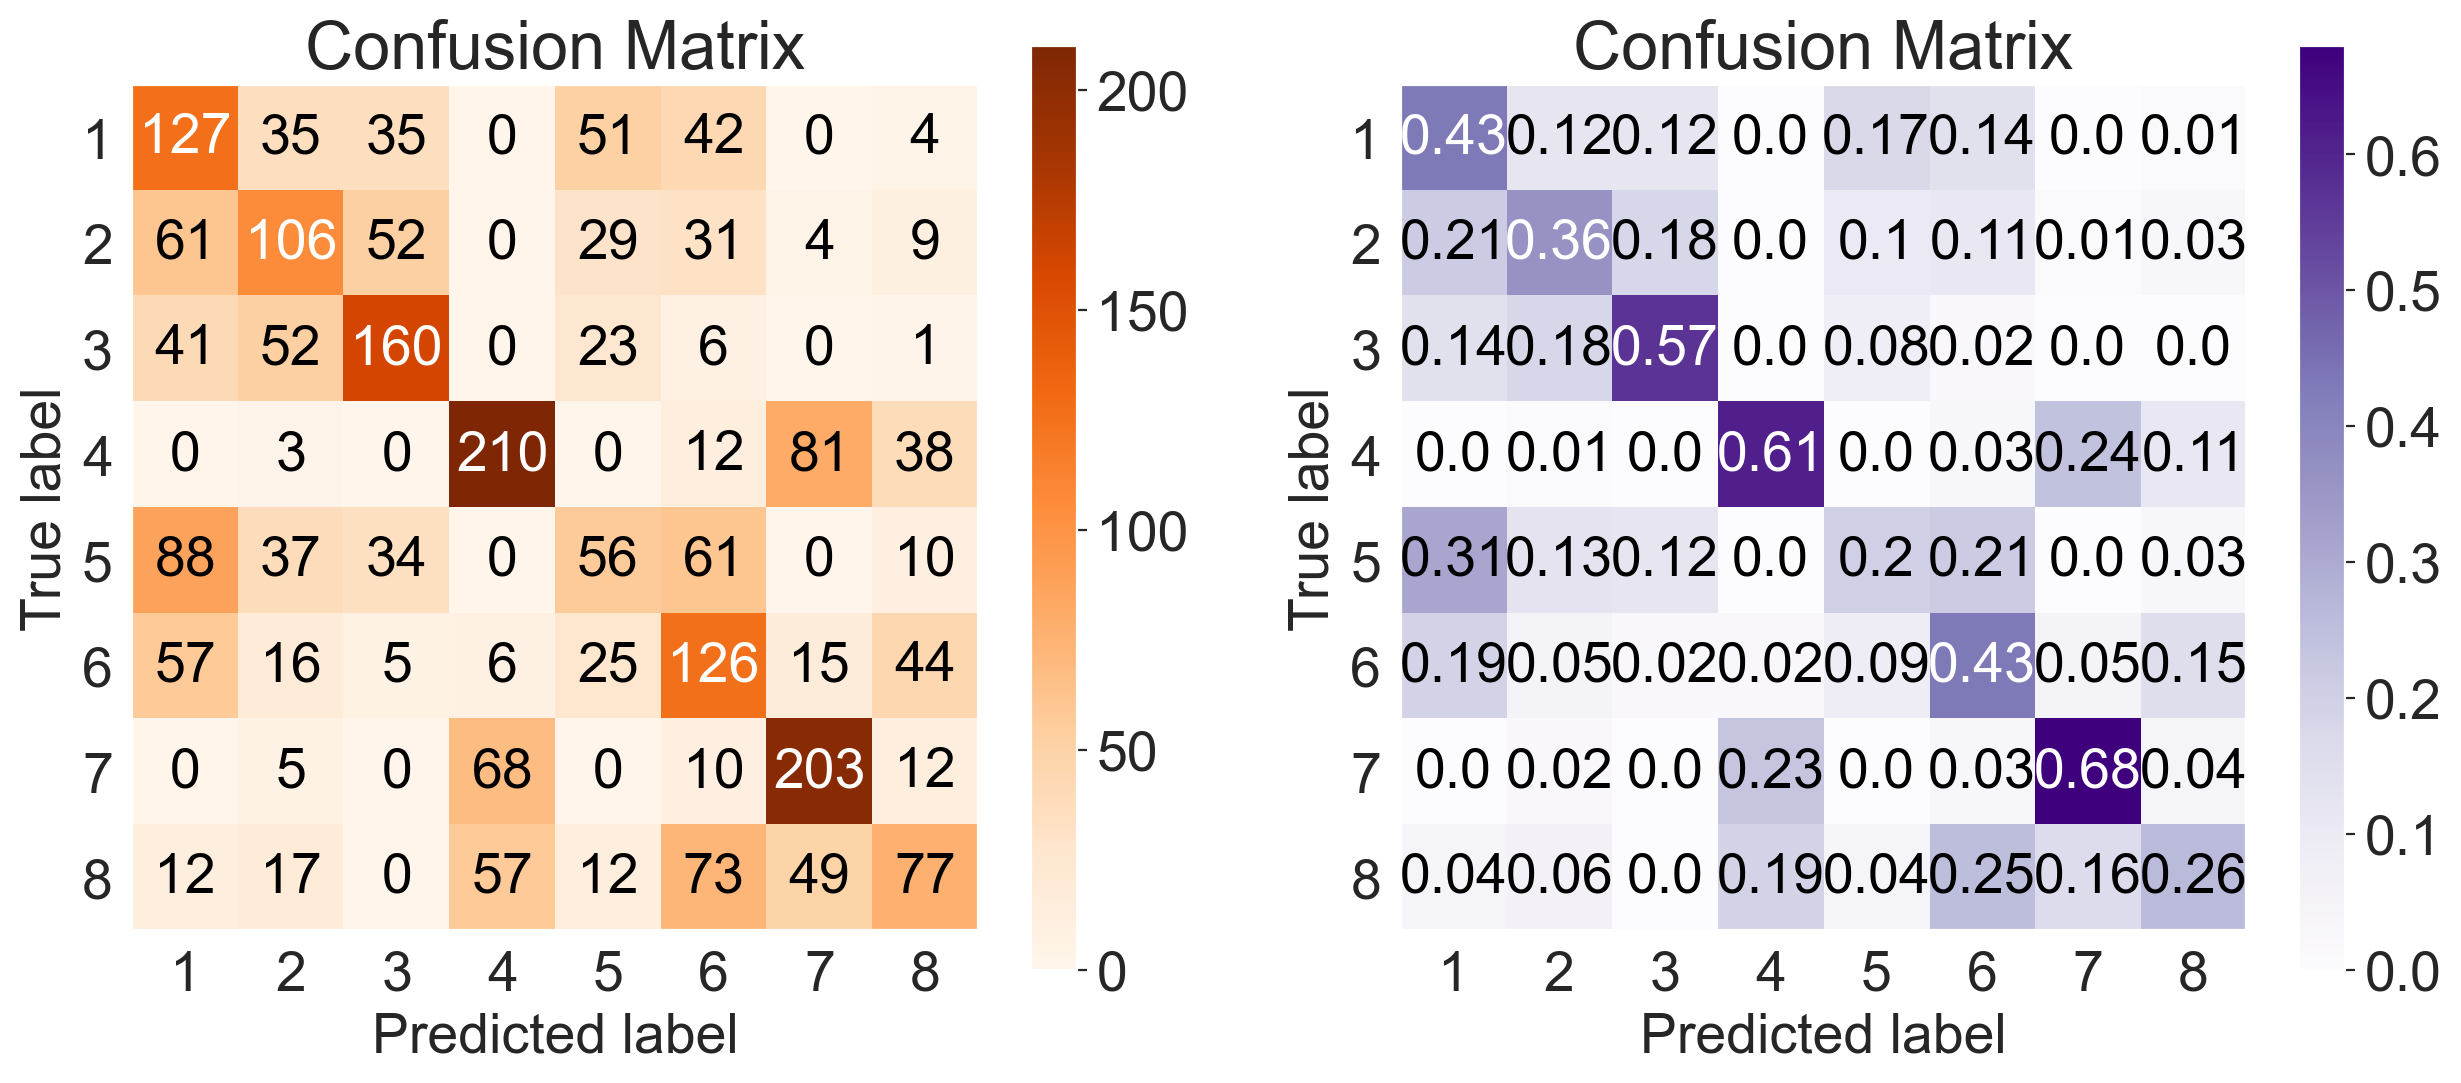 Confusion Matrix
1 127 35 35 0 51 42 0 4
2 61 106 52 0 29 31 4 9
3 41 52 160 0 23 6 0 1
4 0 3 0 210 0 12 81 38
5 88 37 34 0 56 61 0 10
6 57 16 5 6 25 126 15 44
7 0 5 0 68 0 10 203 12
8 12 17 0 57 12 73 49 77
1 2 3 4 5 6 7 8
True label
Predicted label
200
150
100
50
0
Confusion Matrix
1 0.43 0.12 0.12 0.0 0.17 0.14 0.0 0.01
2 0.21 0.36 0.18 0.0 0.1 0.11 0.01 0.03
3 0.14 0.18 0.57 0.0 0.08 0.02 0.0 0.0
4 0.0 0.01 0.0 0.61 0.0 0.03 0.24 0.11
5 0.31 0.13 0.12 0.0 0.2 0.21 0.0 0.03
6 0.19 0.05 0.02 0.02 0.09 0.43 0.05 0.15
7 0.0 0.02 0.0 0.23 0.0 0.03 0.68 0.04
8 0.04 0.06 0.0 0.19 0.04 0.25 0.16 0.26
1 2 3 4 5 6 7 8
True label
Predicted label
0.6
0.5
0.4
0.3
0.2
0.1
0.0